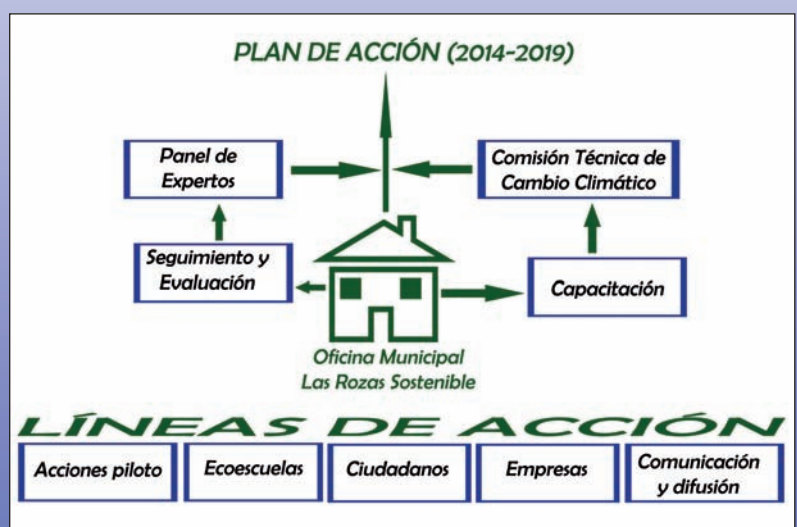 PLAN DE ACCIÓN (2014-2019)
Panel de
Expertos
Comisión Técnica de
Cambio Climático
Seguimiento y
Evaluación
Capacitación
Oficina Municipal
Las Rozas Sostenible
LÍNEAS DE ACCIÓN
Acciones piloto
Ecoescuelas
Ciudadanos
Empresas
Comunicación
y difusión